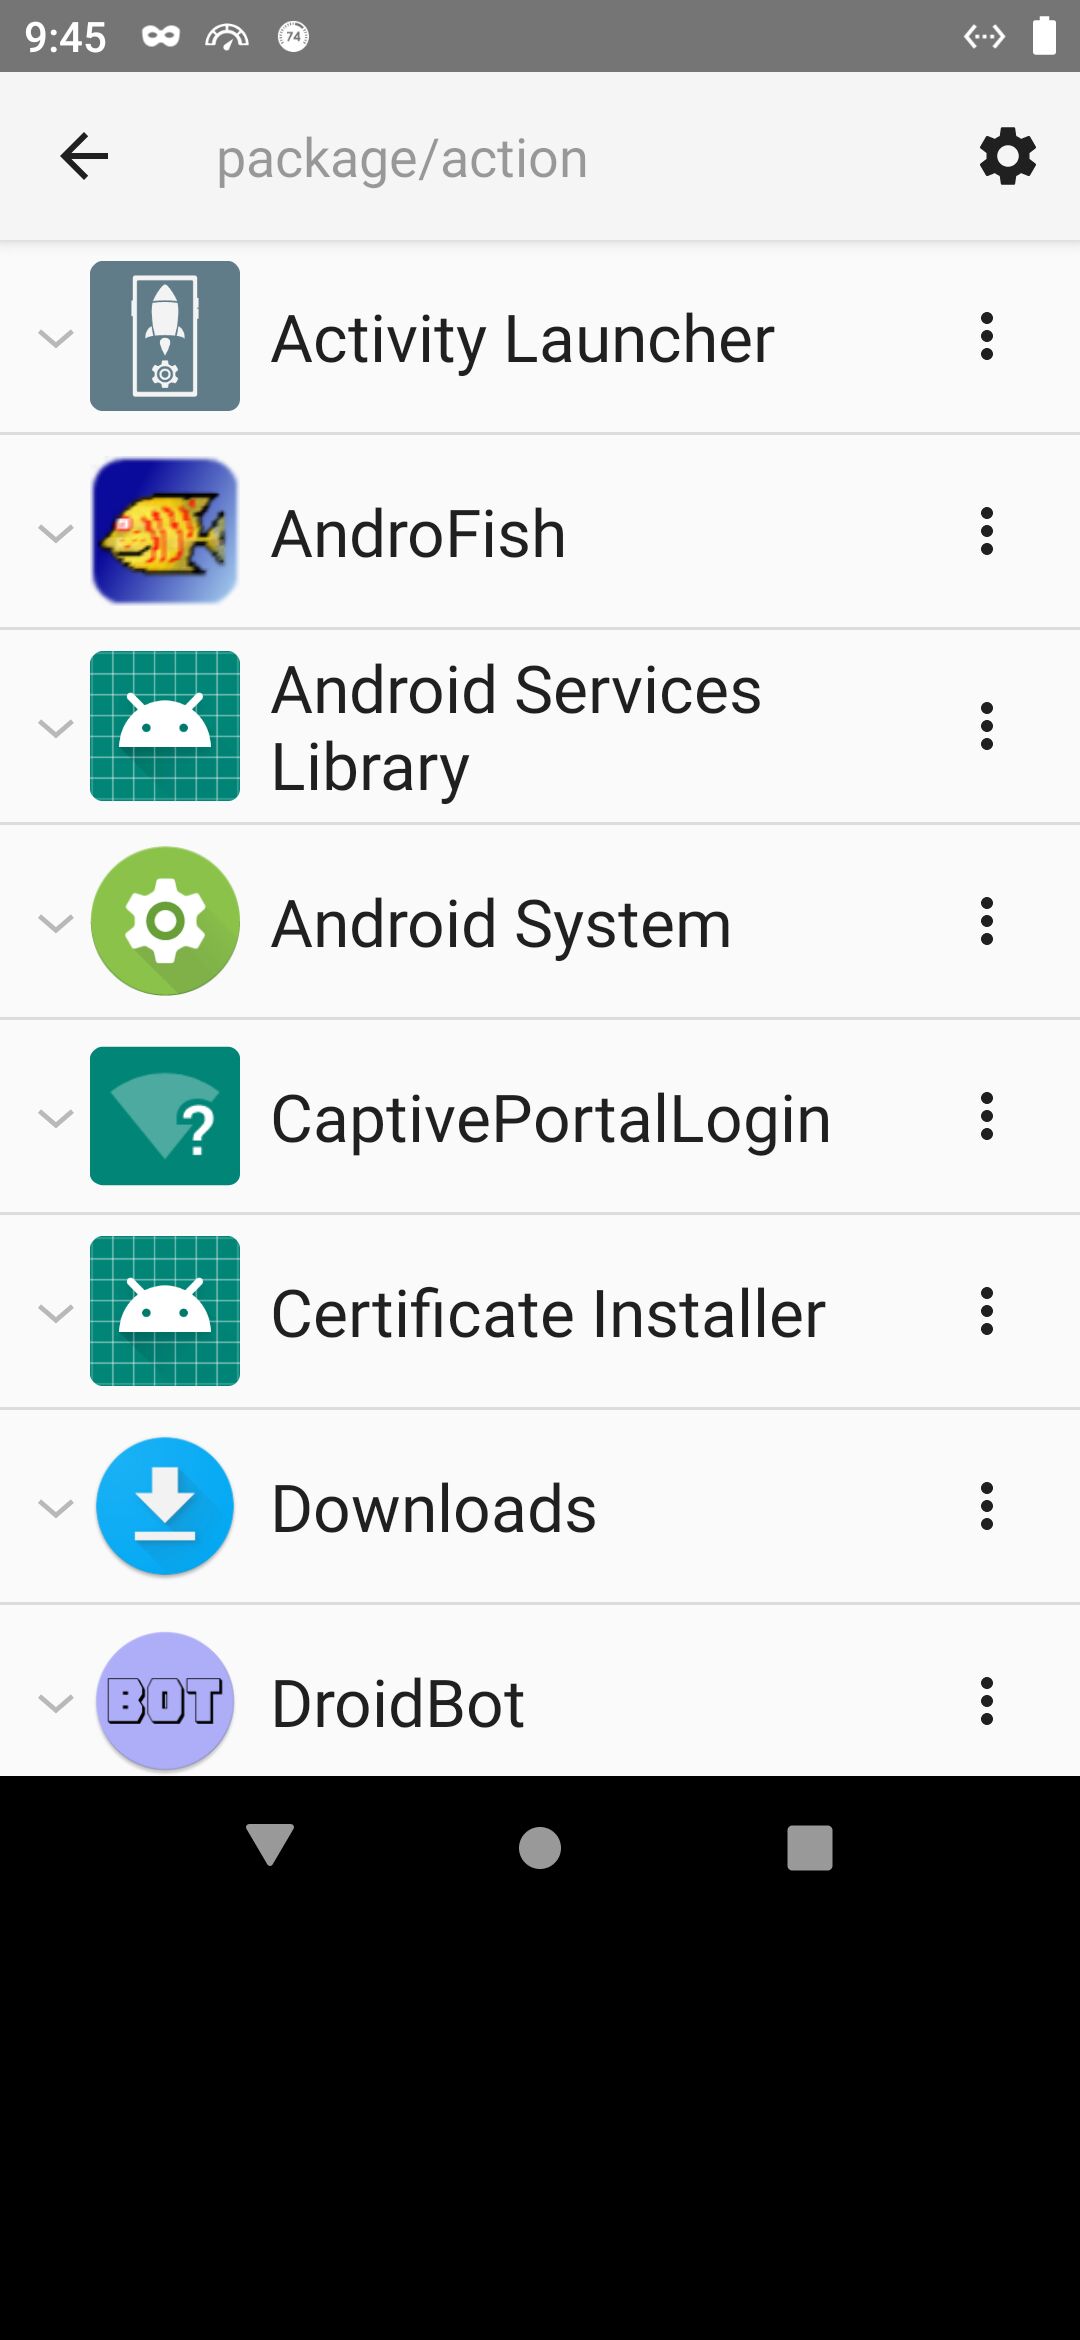 9:45
74
package/action
Activity Launcher
AndroFish
Android Services
Library
Android System
?
CaptivePortalLogin
Certificate Installer
Downloads
BOT
DroidBot